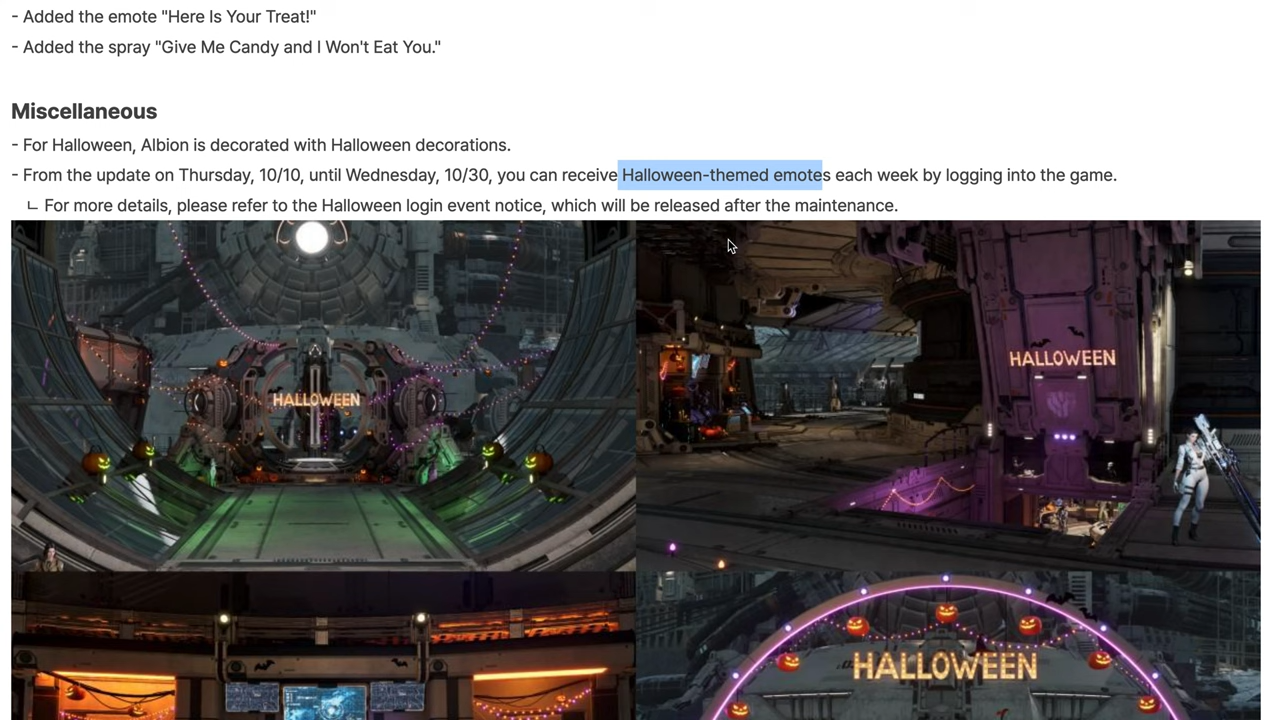 - Added the emote "Here Is Your Treat!"
- Added the spray "Give Me Candy and I Won't Eat You."
Miscellaneous
- For Halloween, Albion is decorated with Halloween decorations.
- From the update on Thursday, 10/10, until Wednesday, 10/30, you can receive Halloween-themed emotes each week by logging into the game.
ㄴ For more details, please refer to the Halloween login event notice, which will be released after the maintenance.
HALLOWEEN
HALLOWEEN
HALLOWEEN